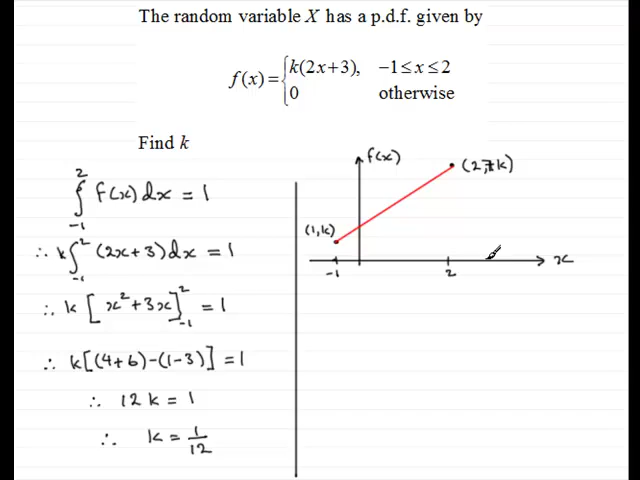 The random variable X has a p.d.f. given by
f(x) = { k(2x+3), −1 ≤ x ≤ 2
0 otherwise
Find k
∫₋₁² f(x) dx = 1
∴ k∫₋₁² (2x+3)dx = 1
∴ k[x²+3x]₋₁² = 1
∴ k[(4+6)−(1−3)] = 1
∴ 12k = 1
∴ k = 1/12
f(x)
(2,7k)
(1,k)
-1
2
x